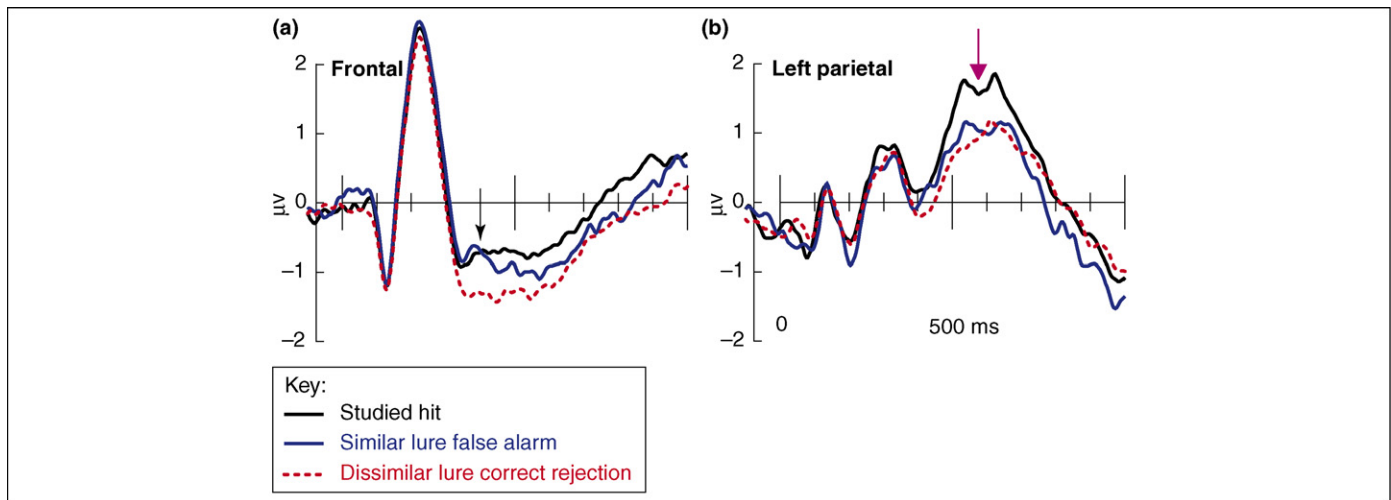 (a)
Frontal
2
1
0
−1
−2
μv
(b)
Left parietal
2
1
0
−1
−2
μv
0
500 ms
Key:
Studied hit
Similar lure false alarm
Dissimilar lure correct rejection